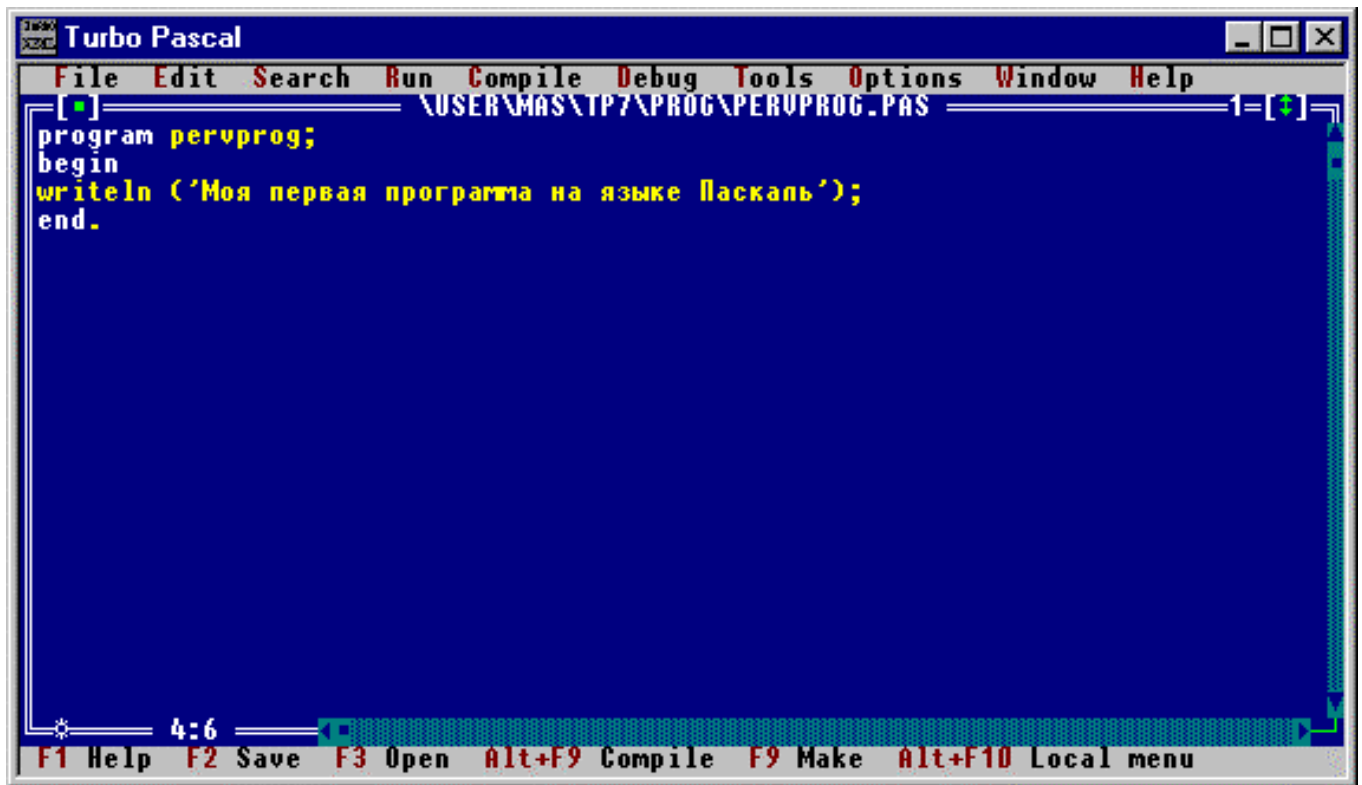 Turbo Pascal
File Edit Search Run Compile Debug Tools Options Window Help
\USER\MAS\TP7\PROG\PERVPROG.PAS 1
program pervprog;
begin
writeln ('Моя первая программа на языке Паскаль');
end.
4:6
F1 Help F2 Save F3 Open Alt+F9 Compile F9 Make Alt+F10 Local menu